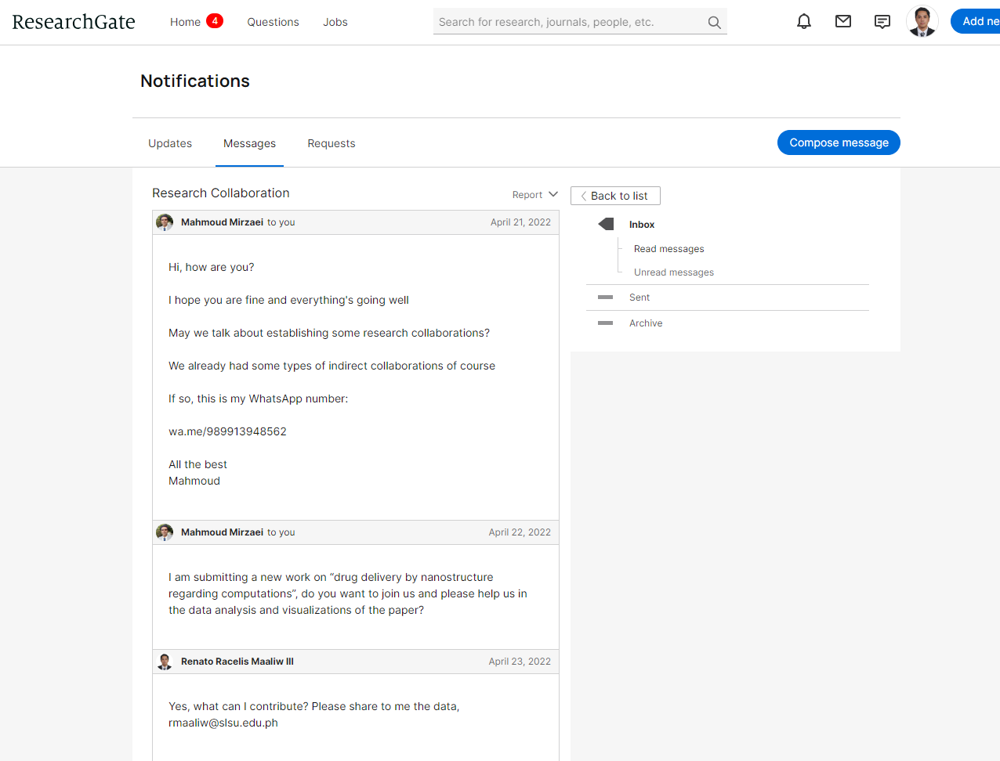 ResearchGate
Home 4 Questions Jobs
Search for research, journals, people, etc.
Add ne
Notifications
Updates Messages Requests
Compose message
Research Collaboration
Report
Back to list
Mahmoud Mirzaei to you April 21, 2022
Hi, how are you?
I hope you are fine and everything's going well
May we talk about establishing some research collaborations?
We already had some types of indirect collaborations of course
If so, this is my WhatsApp number:
wa.me/989913948562
All the best
Mahmoud
Inbox
Read messages
Unread messages
Sent
Archive
Mahmoud Mirzaei to you April 22, 2022
I am submitting a new work on “drug delivery by nanostructure
regarding computations”, do you want to join us and please help us in
the data analysis and visualizations of the paper?
Renato Racelis Maaliw III April 23, 2022
Yes, what can I contribute? Please share to me the data,
rmaaliw@slsu.edu.ph